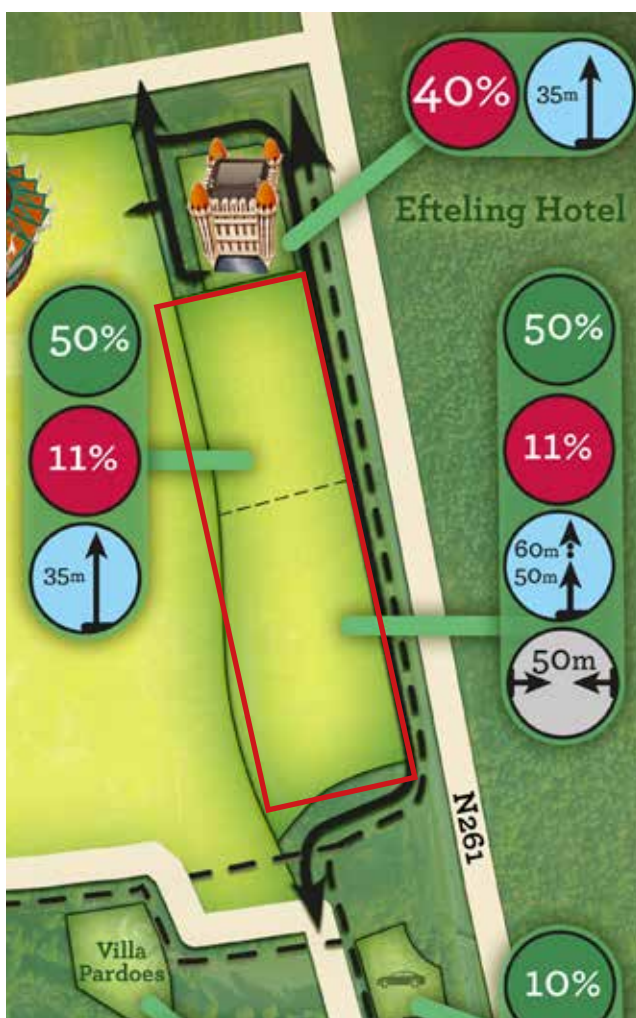 40%
35m
Efteling Hotel
50%
11%
35m
50%
11%
60m
50m
50m
N261
Villa
Pardoes
10%